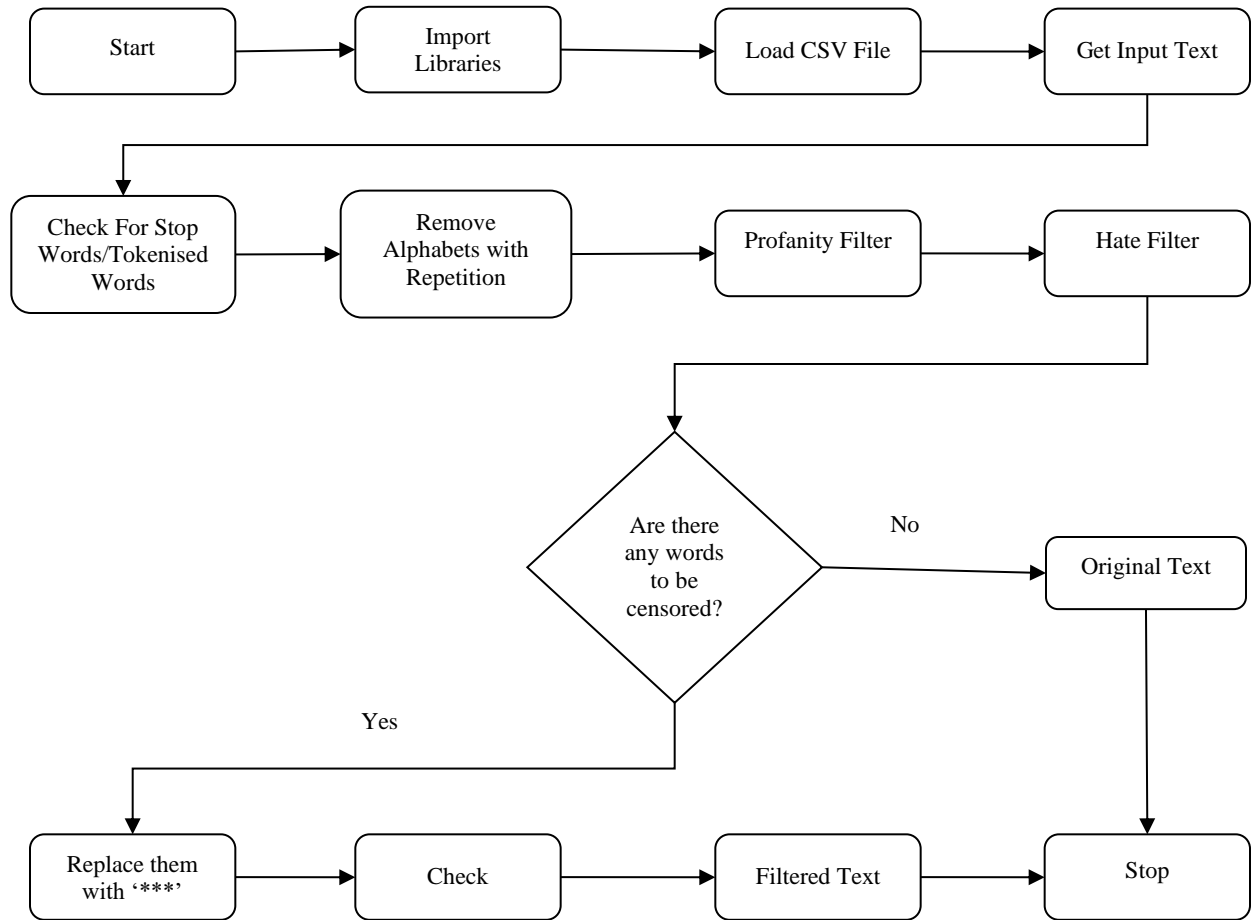 Start
Import
Libraries
Load CSV File
Get Input Text
Check For Stop
Words/Tokenised
Words
Remove
Alphabets with
Repetition
Profanity Filter
Hate Filter
Are there
any words
to be
censored?
No
Original Text
Yes
Replace them
with ‘***’
Check
Filtered Text
Stop